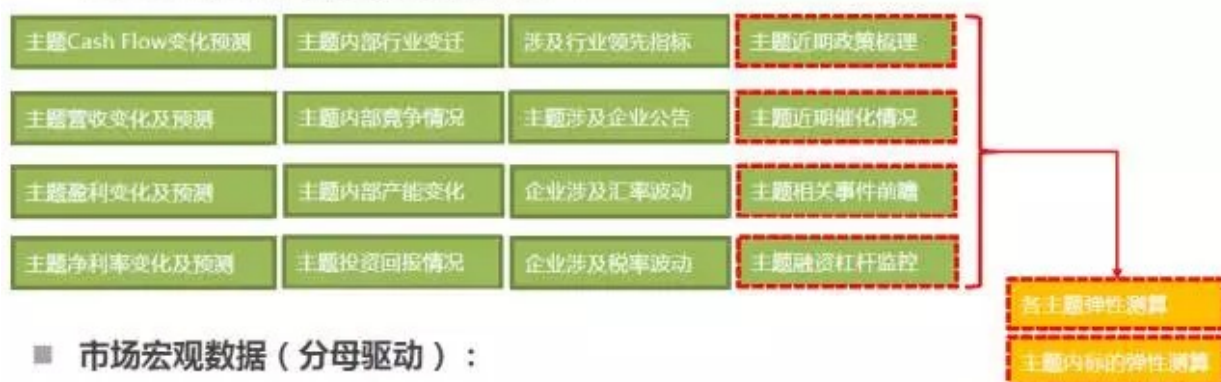 主题Cash Flow变化预测 主题内部行业变迁 涉及行业领先指标 主题近期政策梳理
主题营收变化及预测 主题内部竞争情况 主题涉及企业公告 主题近期催化情况
主题盈利变化及预测 主题内部产能变化 企业涉及汇率波动 主题相关事件前瞻
主题净利率变化及预测 主题投资回报情况 企业涉及税率波动 主题融资杠杆监控
各主题弹性测算
市场宏观数据（分母驱动）：
主题内标的弹性测算